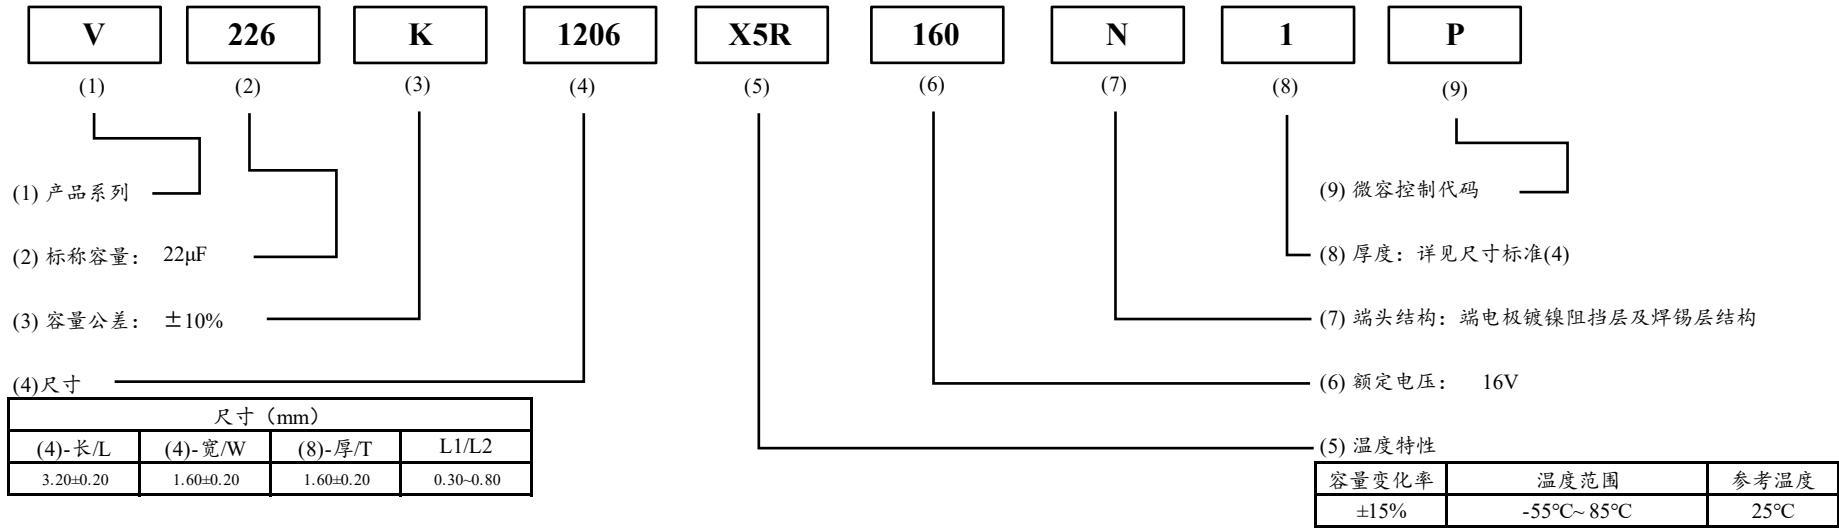 V 226 K 1206 X5R 160 N 1 P
(1) (2) (3) (4) (5) (6) (7) (8) (9)
(1) 产品系列
(9) 微容控制代码
(2) 标称容量： 22μF
(8) 厚度：详见尺寸标准(4)
(3) 容量公差： ±10%
(7) 端头结构：端电极镀镍阻挡层及焊锡层结构
(4)尺寸
(6) 额定电压： 16V
尺寸（mm）
(4)-长/L (4)-宽/W (8)-厚/T L1/L2
3.20±0.20 1.60±0.20 1.60±0.20 0.30~0.80
(5) 温度特性
容量变化率 温度范围 参考温度
±15% -55℃~ 85℃ 25℃